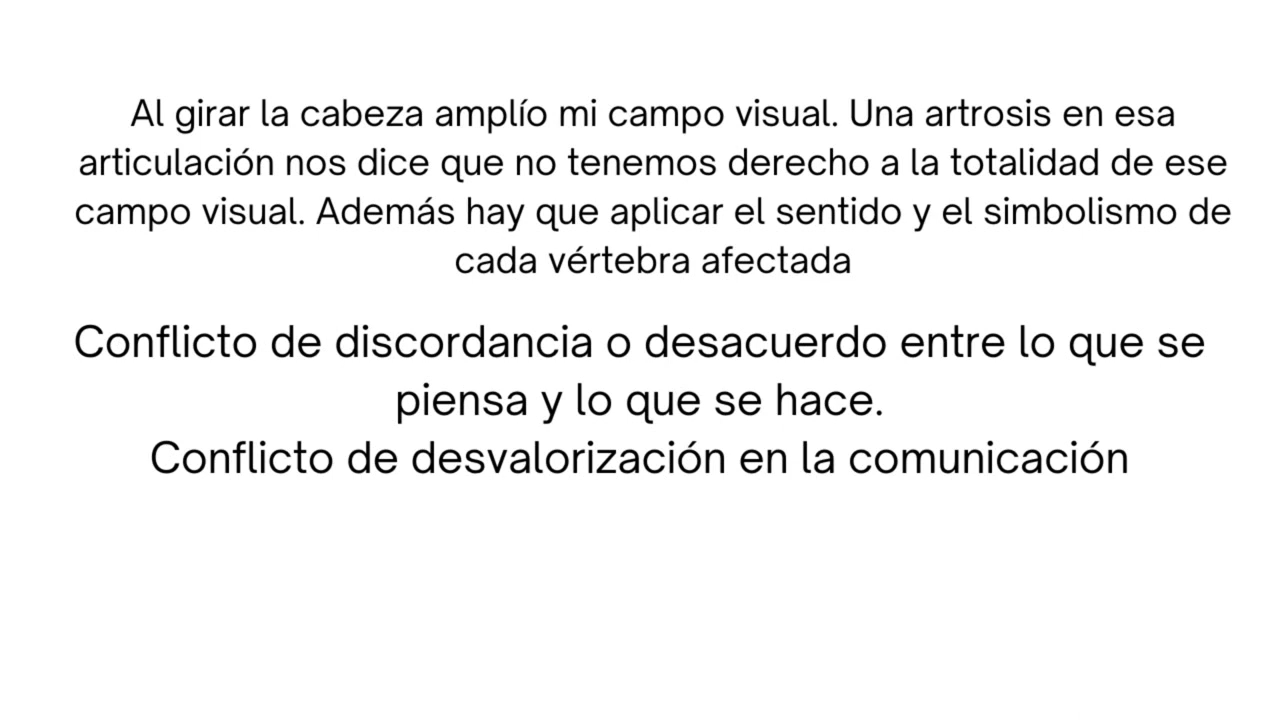 Al girar la cabeza amplío mi campo visual. Una artrosis en esa
articulación nos dice que no tenemos derecho a la totalidad de ese
campo visual. Además hay que aplicar el sentido y el simbolismo de
cada vértebra afectada
Conflicto de discordancia o desacuerdo entre lo que se
piensa y lo que se hace.
Conflicto de desvalorización en la comunicación